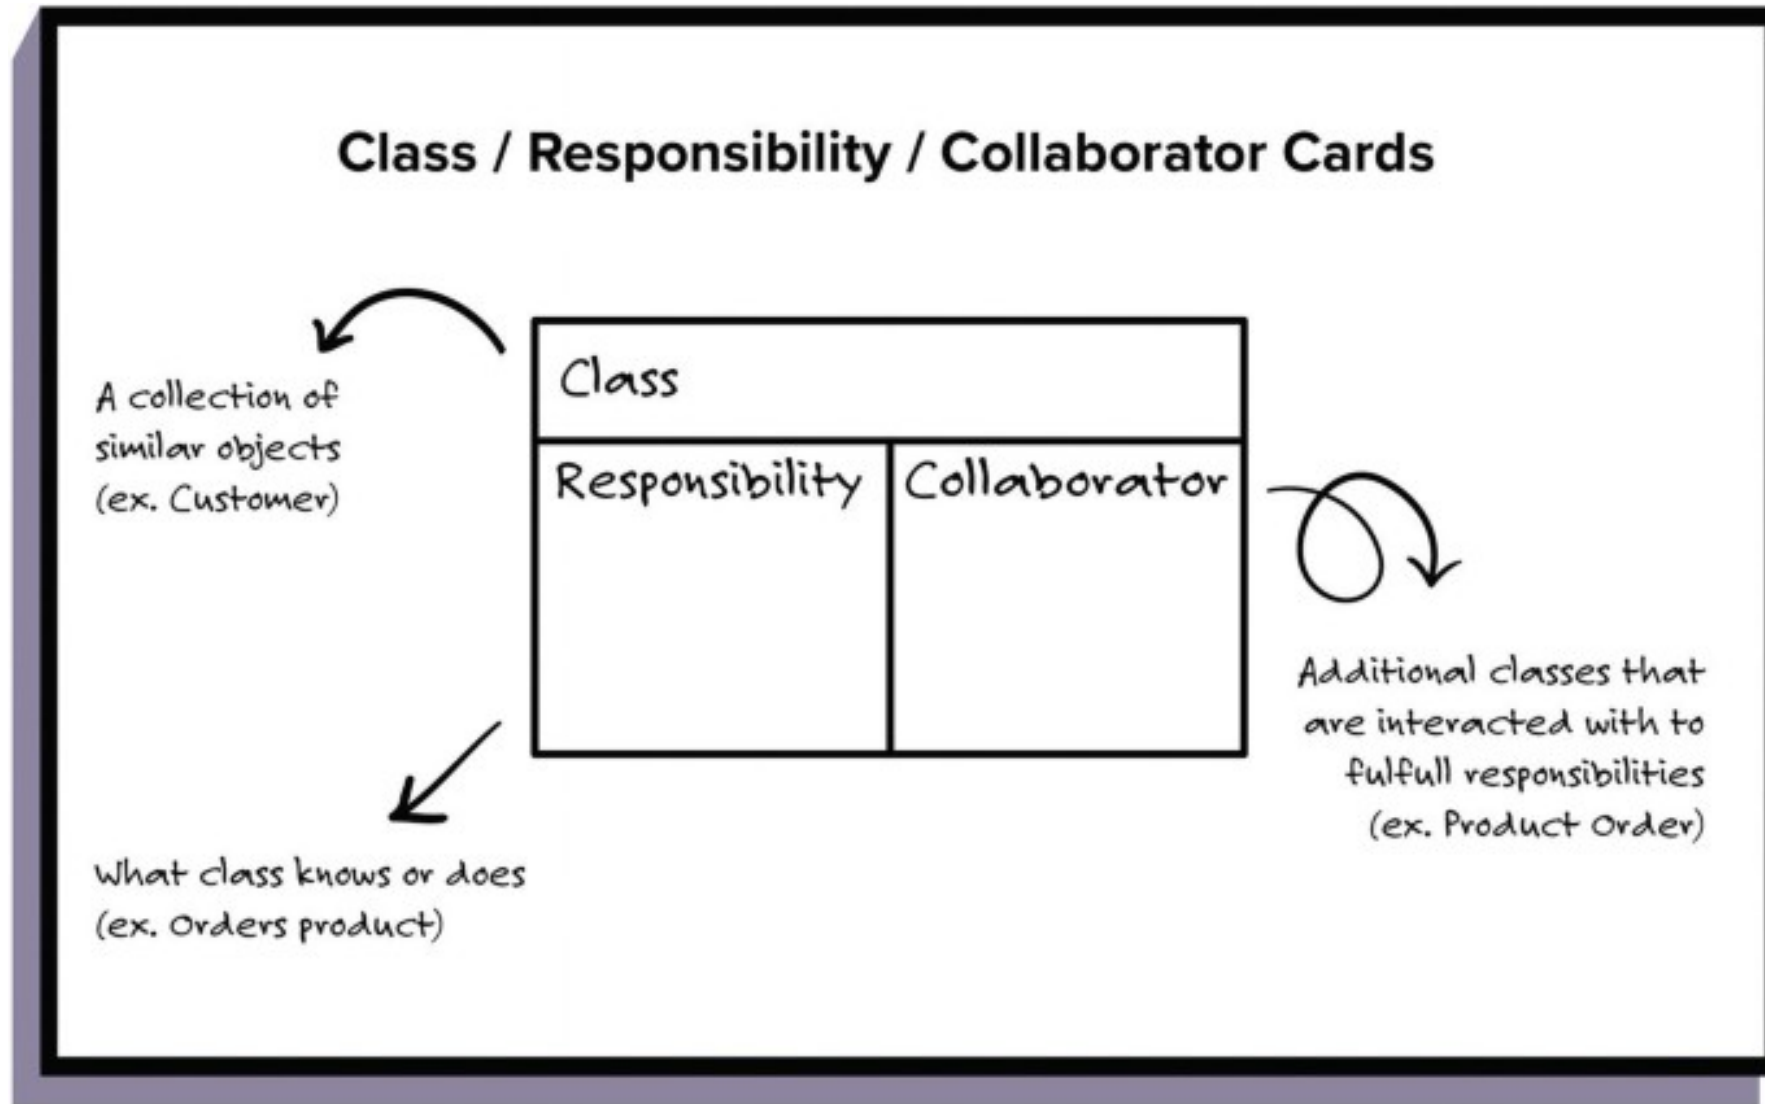 Class / Responsibility / Collaborator Cards
A collection of
similar objects
(ex. Customer)
Class
Responsibility
Collaborator
Additional classes that
are interacted with to
fulfull responsibilities
(ex. Product Order)
What class knows or does
(ex. Orders product)